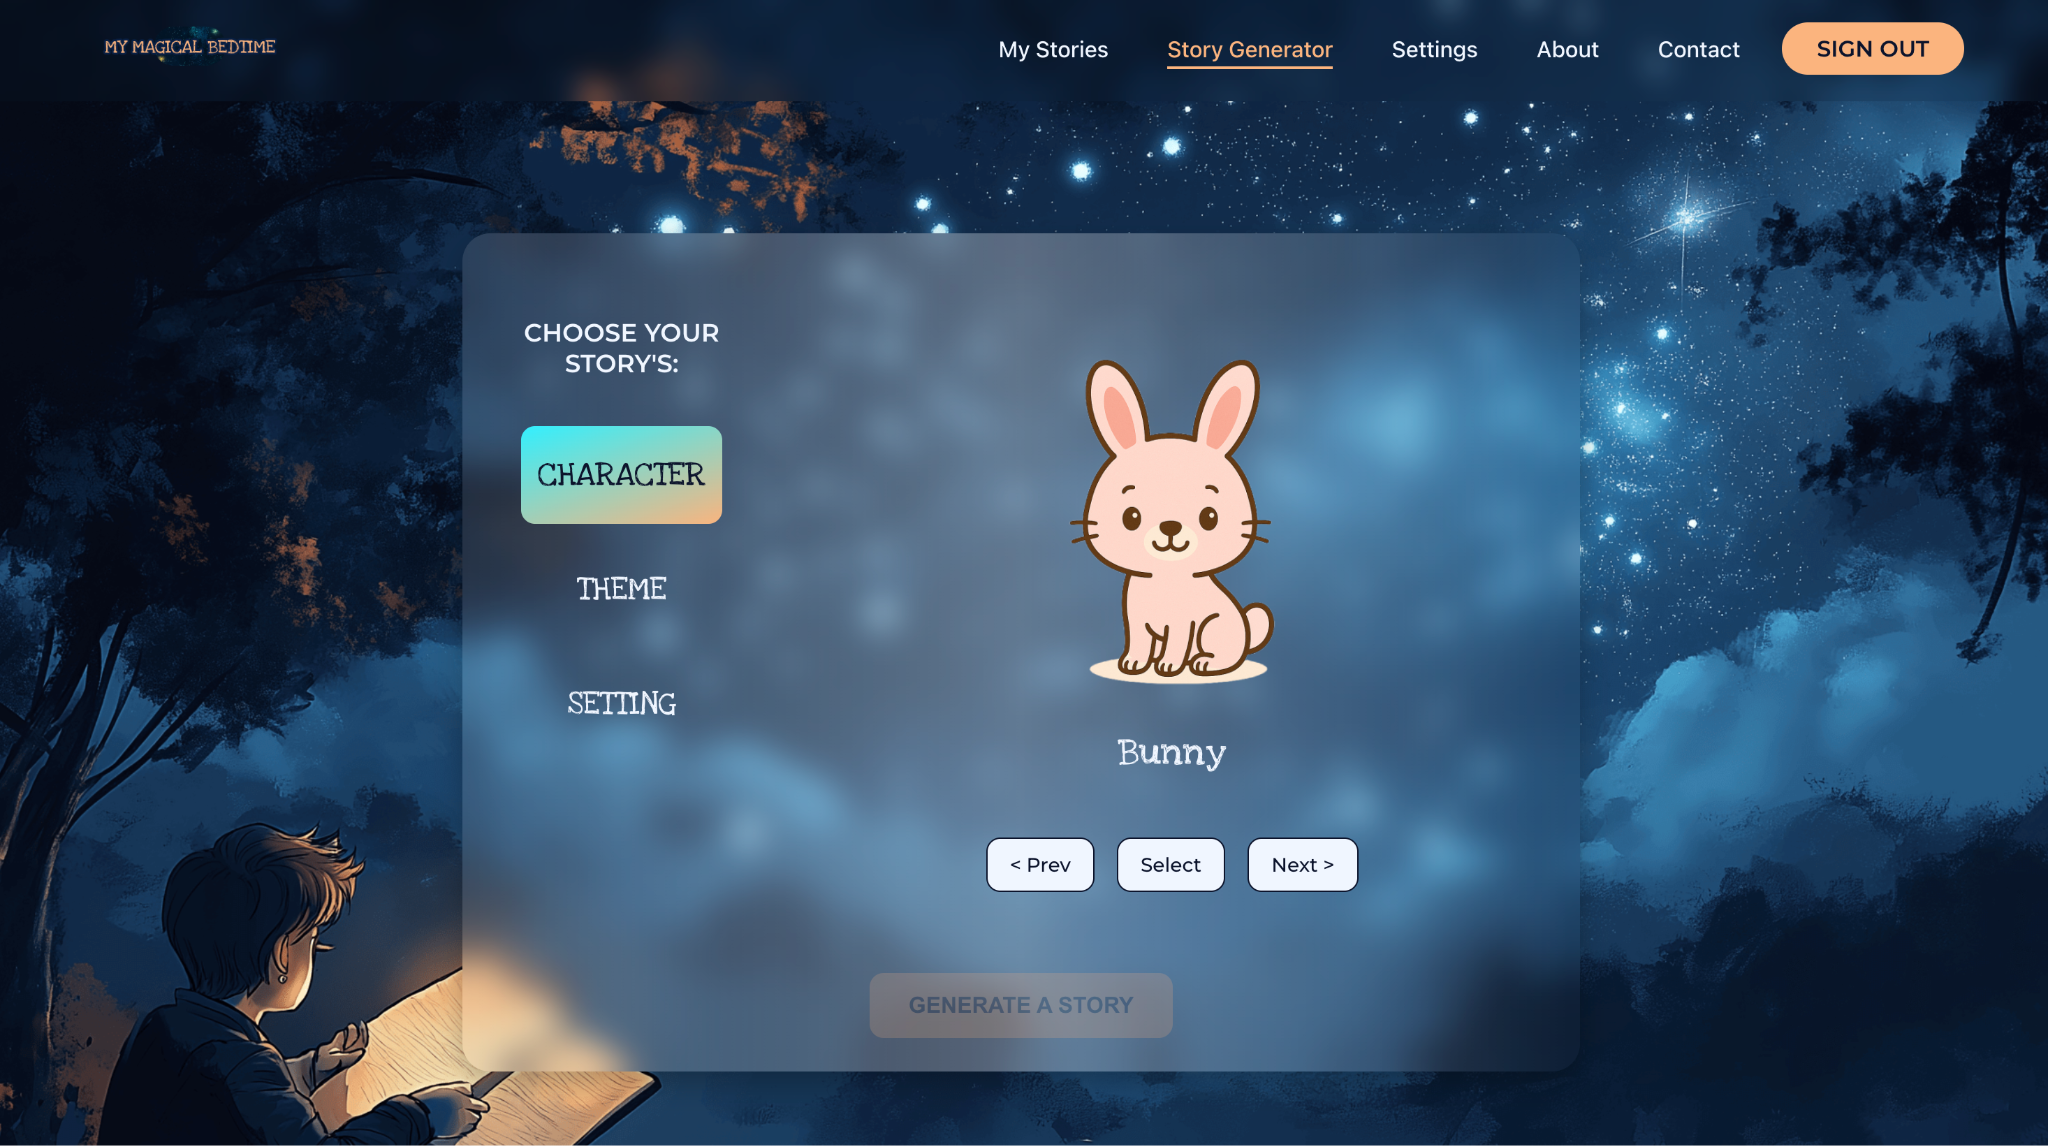 MY MAGICAL BEDTIME
My Stories
Story Generator
Settings
About
Contact
SIGN OUT
CHOOSE YOUR
STORY'S:
CHARACTER
THEME
SETTING
Bunny
< Prev
Select
Next >
GENERATE A STORY